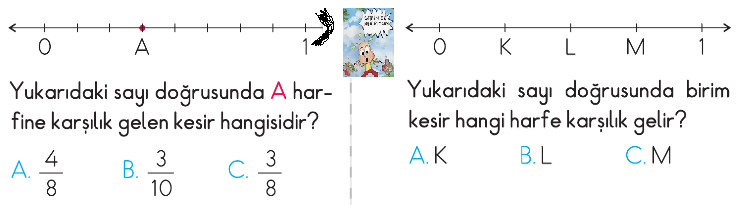 0 A 1
Yukarıdaki sayı doğrusunda A har-
fine karşılık gelen kesir hangisidir?
A. 4/8 B. 3/10 C. 3/8
0 K L M 1
Yukarıdaki sayı doğrusunda birim
kesir hangi harfe karşılık gelir?
A. K B. L C. M